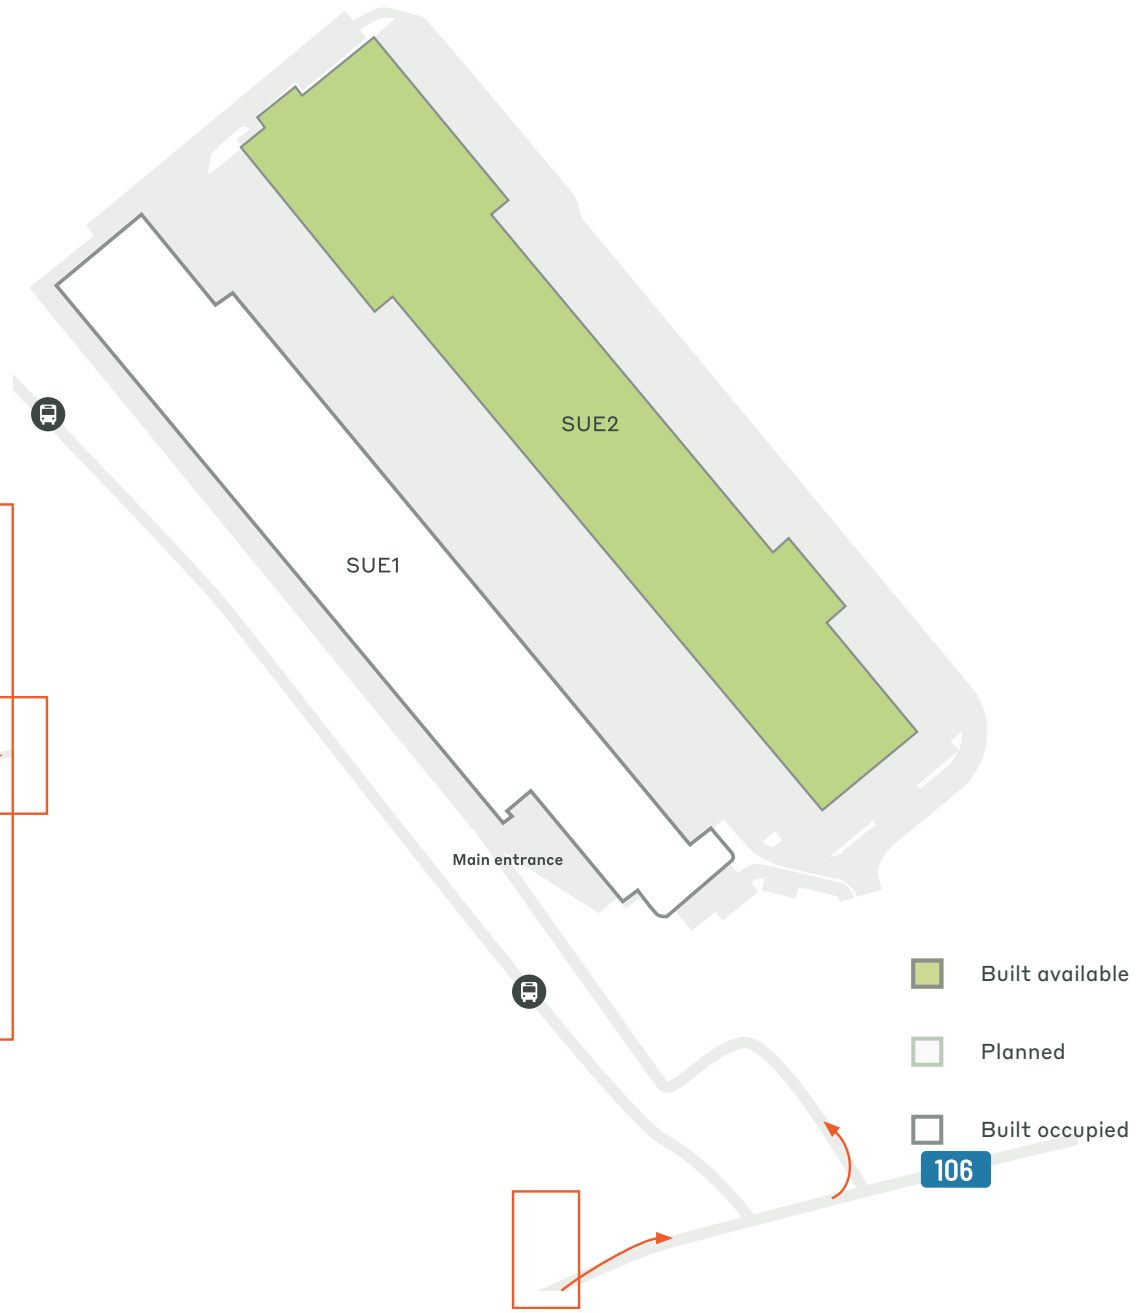 SUE2
SUE1
Main entrance
Built available
Planned
Built occupied
106